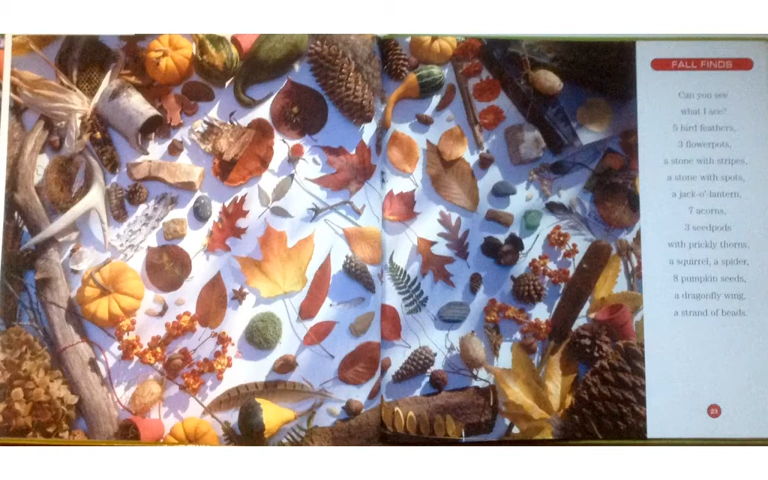 FALL FINDS
Can you see
what I see?
5 bird feathers,
3 flowerpots,
a stone with stripes,
a stone with spots,
a jack-o'-lantern,
7 acorns,
3 seedpods
with prickly thorns,
a squirrel, a spider,
8 pumpkin seeds,
a dragonfly wing,
a strand of beads.
21